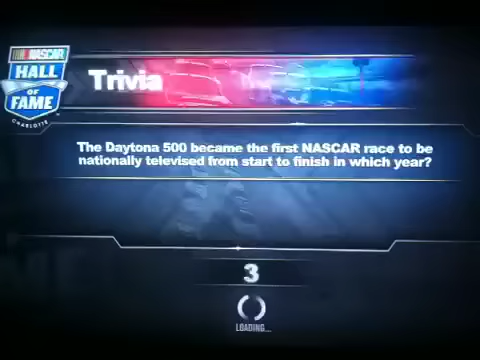 NASCAR
HALL
OF
FAME
CHARLOTTE
Trivia
The Daytona 500 became the first NASCAR race to be
nationally televised from start to finish in which year?
3
LOADING...